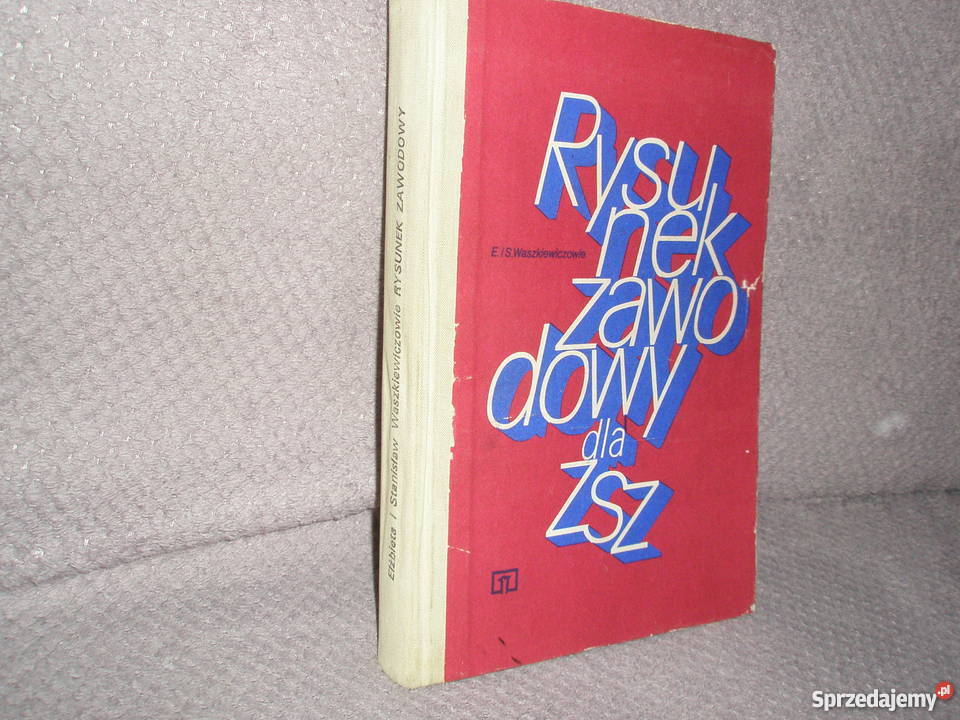 Elżbieta i Stanisław Waszkiewiczowie RYSUNEK ZAWODOWY
Rysu
nek
E. i S. Waszkiewiczowie
zawo
dowy
dla
zsz
Sprzedajemy.pl